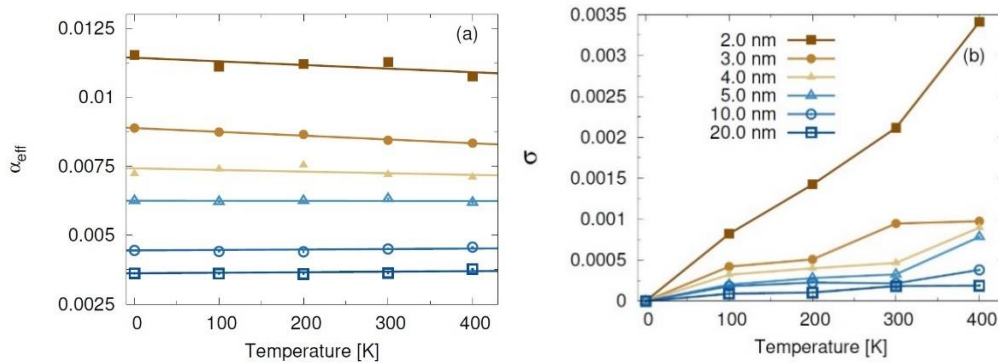 (a)
0.0125
0.01
0.0075
0.005
0.0025
α_eff
0 100 200 300 400
Temperature [K]
(b)
0.0035
0.003
0.0025
0.002
0.0015
0.001
0.0005
0
σ
2.0 nm
3.0 nm
4.0 nm
5.0 nm
10.0 nm
20.0 nm
0 100 200 300 400
Temperature [K]